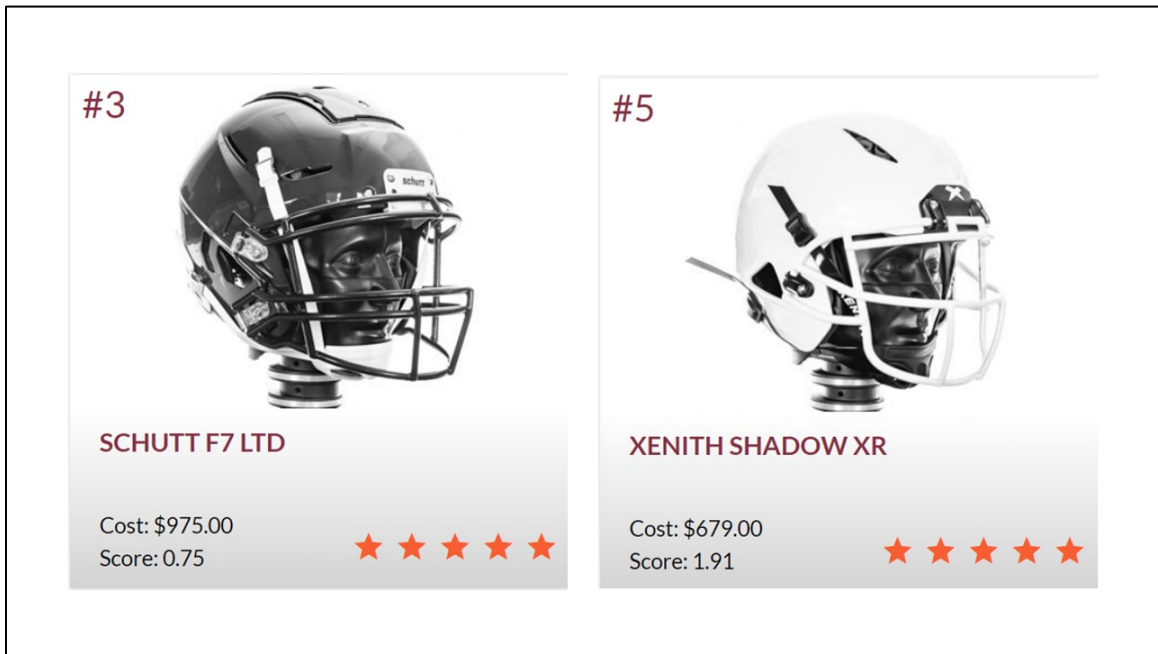 #3
schutt
SCHUTT F7 LTD
Cost: $975.00
Score: 0.75
#5
XENITH SHADOW XR
Cost: $679.00
Score: 1.91